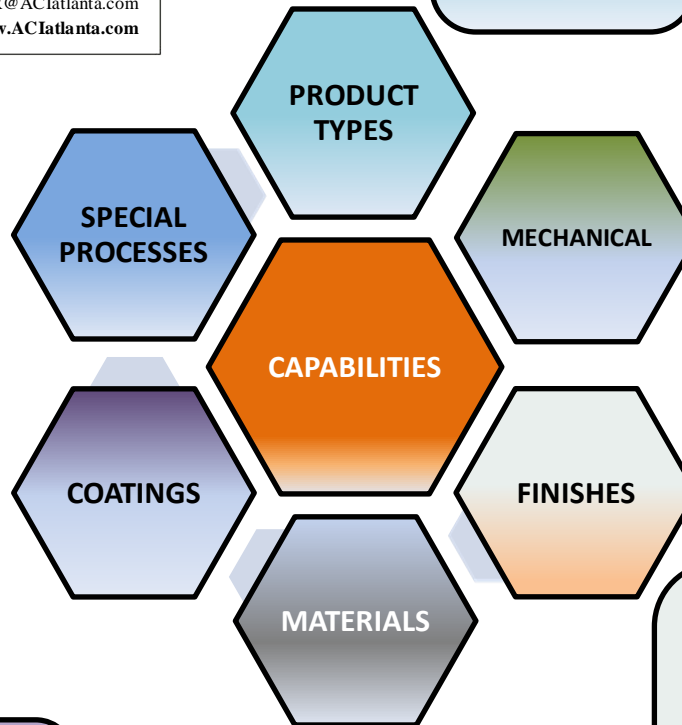 @ACIatlanta.com
w.ACIatlanta.com
PRODUCT
TYPES
SPECIAL
PROCESSES
MECHANICAL
CAPABILITIES
COATINGS
FINISHES
MATERIALS